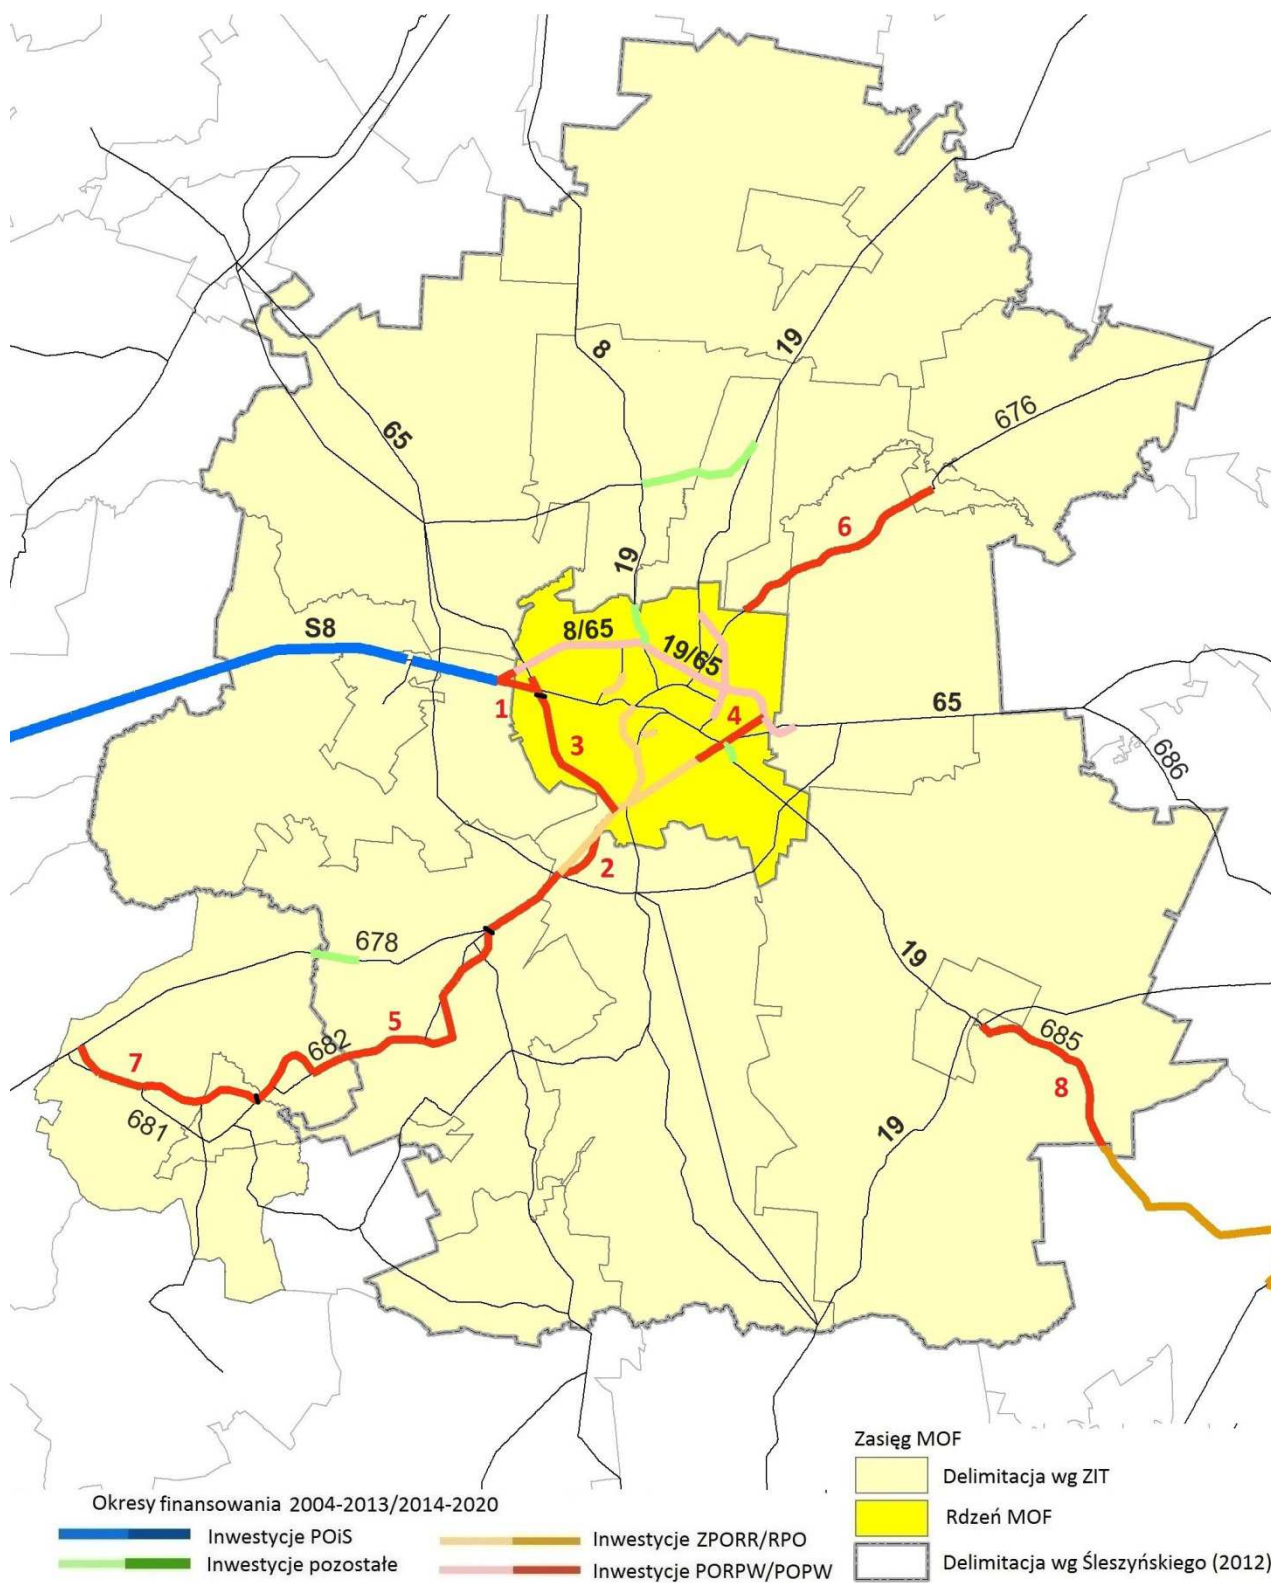 19
8
676
65
6
19
S8
8/65
19/65
1
4
65
3
686
2
678
19
5
682
685
7
8
681
19
Zasięg MOF
Delimitacja wg ZIT
Okresy finansowania 2004-2013/2014-2020
Rdzeń MOF
Inwestycje POiS
Inwestycje ZPORR/RPO
Inwestycje pozostałe
Inwestycje PORPW/POPW
Delimitacja wg Śleszyńskiego (2012)